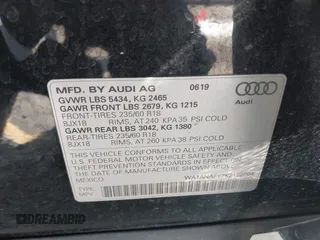 MFD. BY AUDI AG
0619
GVWR LBS 5434, KG 2465
GAWR FRONT LBS 2679, KG 1215
FRONT-TIRES 235/60 R18
8JX18 RIMS, AT 240 KPA 35 PSI COLD
GAWR REAR LBS 3042, KG 1380
REAR-TIRES 235/60 R18
8JX18 RIMS, AT 260 KPA 38 PSI COLD
Audi
THIS VEHICLE CONFORMS TO ALL APPLICABLE
U.S. FEDERAL MOTOR VEHICLE SAFETY, BUMPER AND
THEFT PREVENTION STANDARDS IN EFFECT ON THE
DATE OF MANUFACTURE SHOWN ABOVE.
TYPE:
MPV
MEXICO
DREAMBID